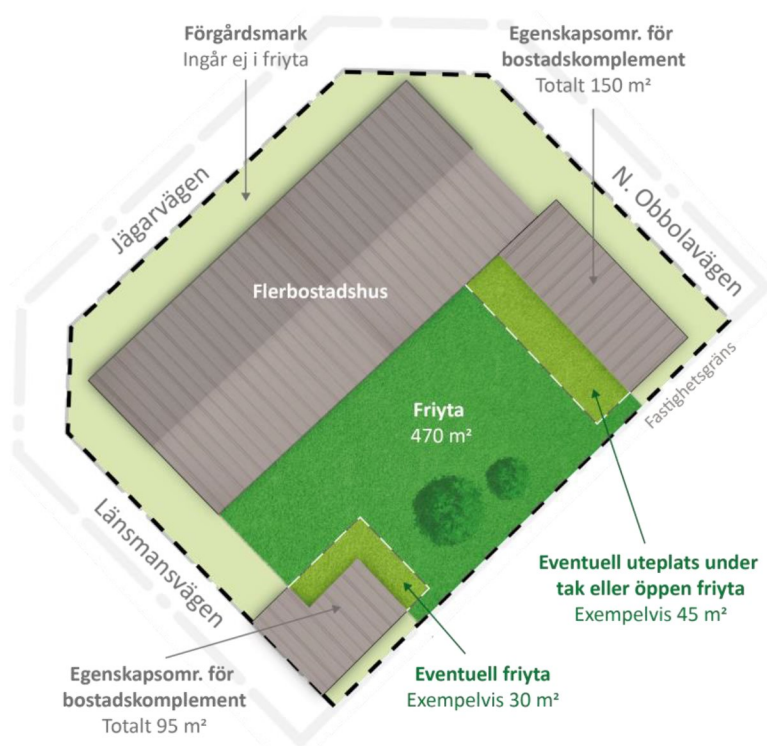 Förgårdsmark
Ingår ej i friyta
Egenskapsomr. för
bostadskomplement
Totalt 150 m²
Jägarvägen
N. Obbolavägen
Flerbostadshus
Fastighetsgräns
Friyta
470 m²
Länsmansvägen
Eventuell uteplats under
tak eller öppen friyta
Exempelvis 45 m²
Egenskapsomr. för
bostadskomplement
Totalt 95 m²
Eventuell friyta
Exempelvis 30 m²